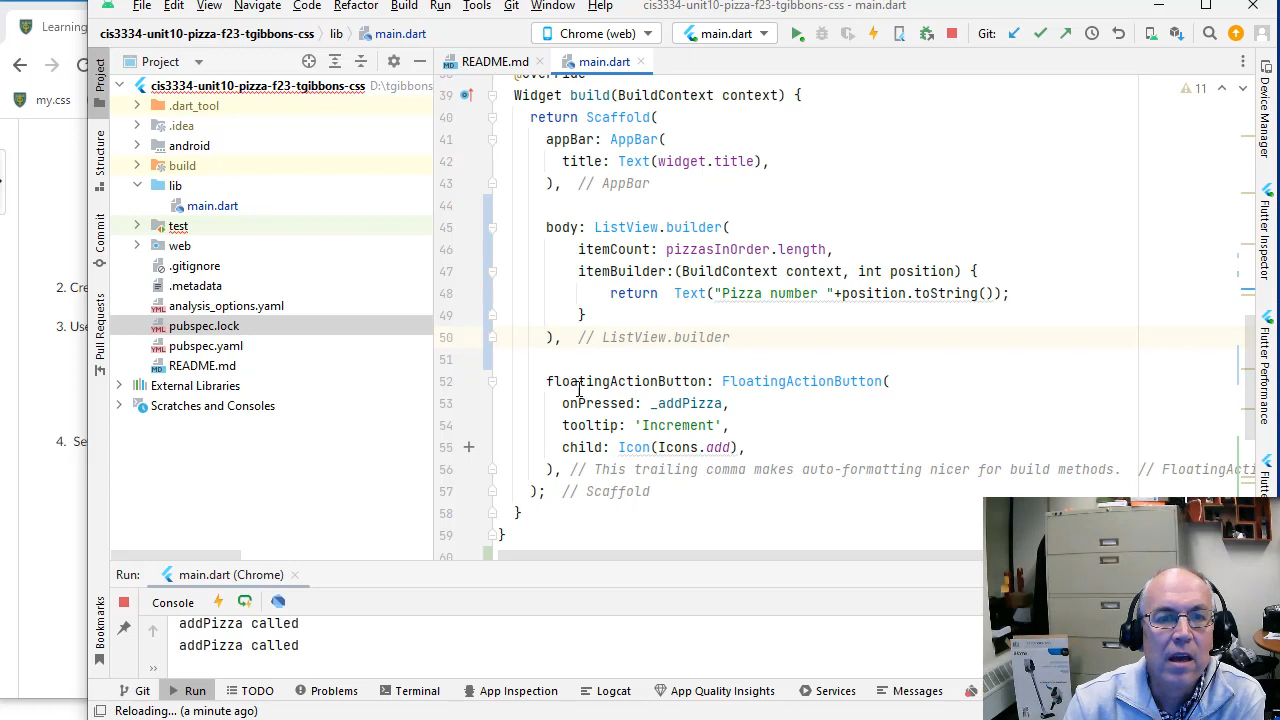 File Edit View Navigate Code Refactor Build Run Tools Git Window Help cis3334-unit10-pizza-f23-tgibbons-css - main.dart
Learning
cis3334-unit10-pizza-f23-tgibbons-css lib main.dart Chrome (web) main.dart Git:
Project README.md main.dart
cis3334-unit10-pizza-f23-tgibbons-css D:\tgibbons
my.css
.dart_tool
.idea
android
build
lib
main.dart
test
web
.gitignore
.metadata
analysis_options.yaml
pubspec.lock
pubspec.yaml
README.md
External Libraries
Scratches and Consoles
2. Cre
3. Use
4. Se
Project
Structure
Commit
Pull Requests
Bookmarks
11
38 @override
39 Widget build(BuildContext context) {
40 return Scaffold(
41 appBar: AppBar(
42 title: Text(widget.title),
43 ), // AppBar
44
45 body: ListView.builder(
46 itemCount: pizzasInOrder.length,
47 itemBuilder:(BuildContext context, int position) {
48 return Text("Pizza number "+position.toString());
49 }
50 ), // ListView.builder
51
52 floatingActionButton: FloatingActionButton(
53 onPressed: _addPizza,
54 tooltip: 'Increment',
55 child: Icon(Icons.add),
56 ), // This trailing comma makes auto-formatting nicer for build methods. // FloatingActi
57 ); // Scaffold
58 }
59 }
60
Device Manager
Flutter Inspector
Flutter Performance
Flutt
Run: main.dart (Chrome)
Console
addPizza called
addPizza called
Git Run TODO Problems Terminal App Inspection Logcat App Quality Insights Services Messages
Reloading... (a minute ago)